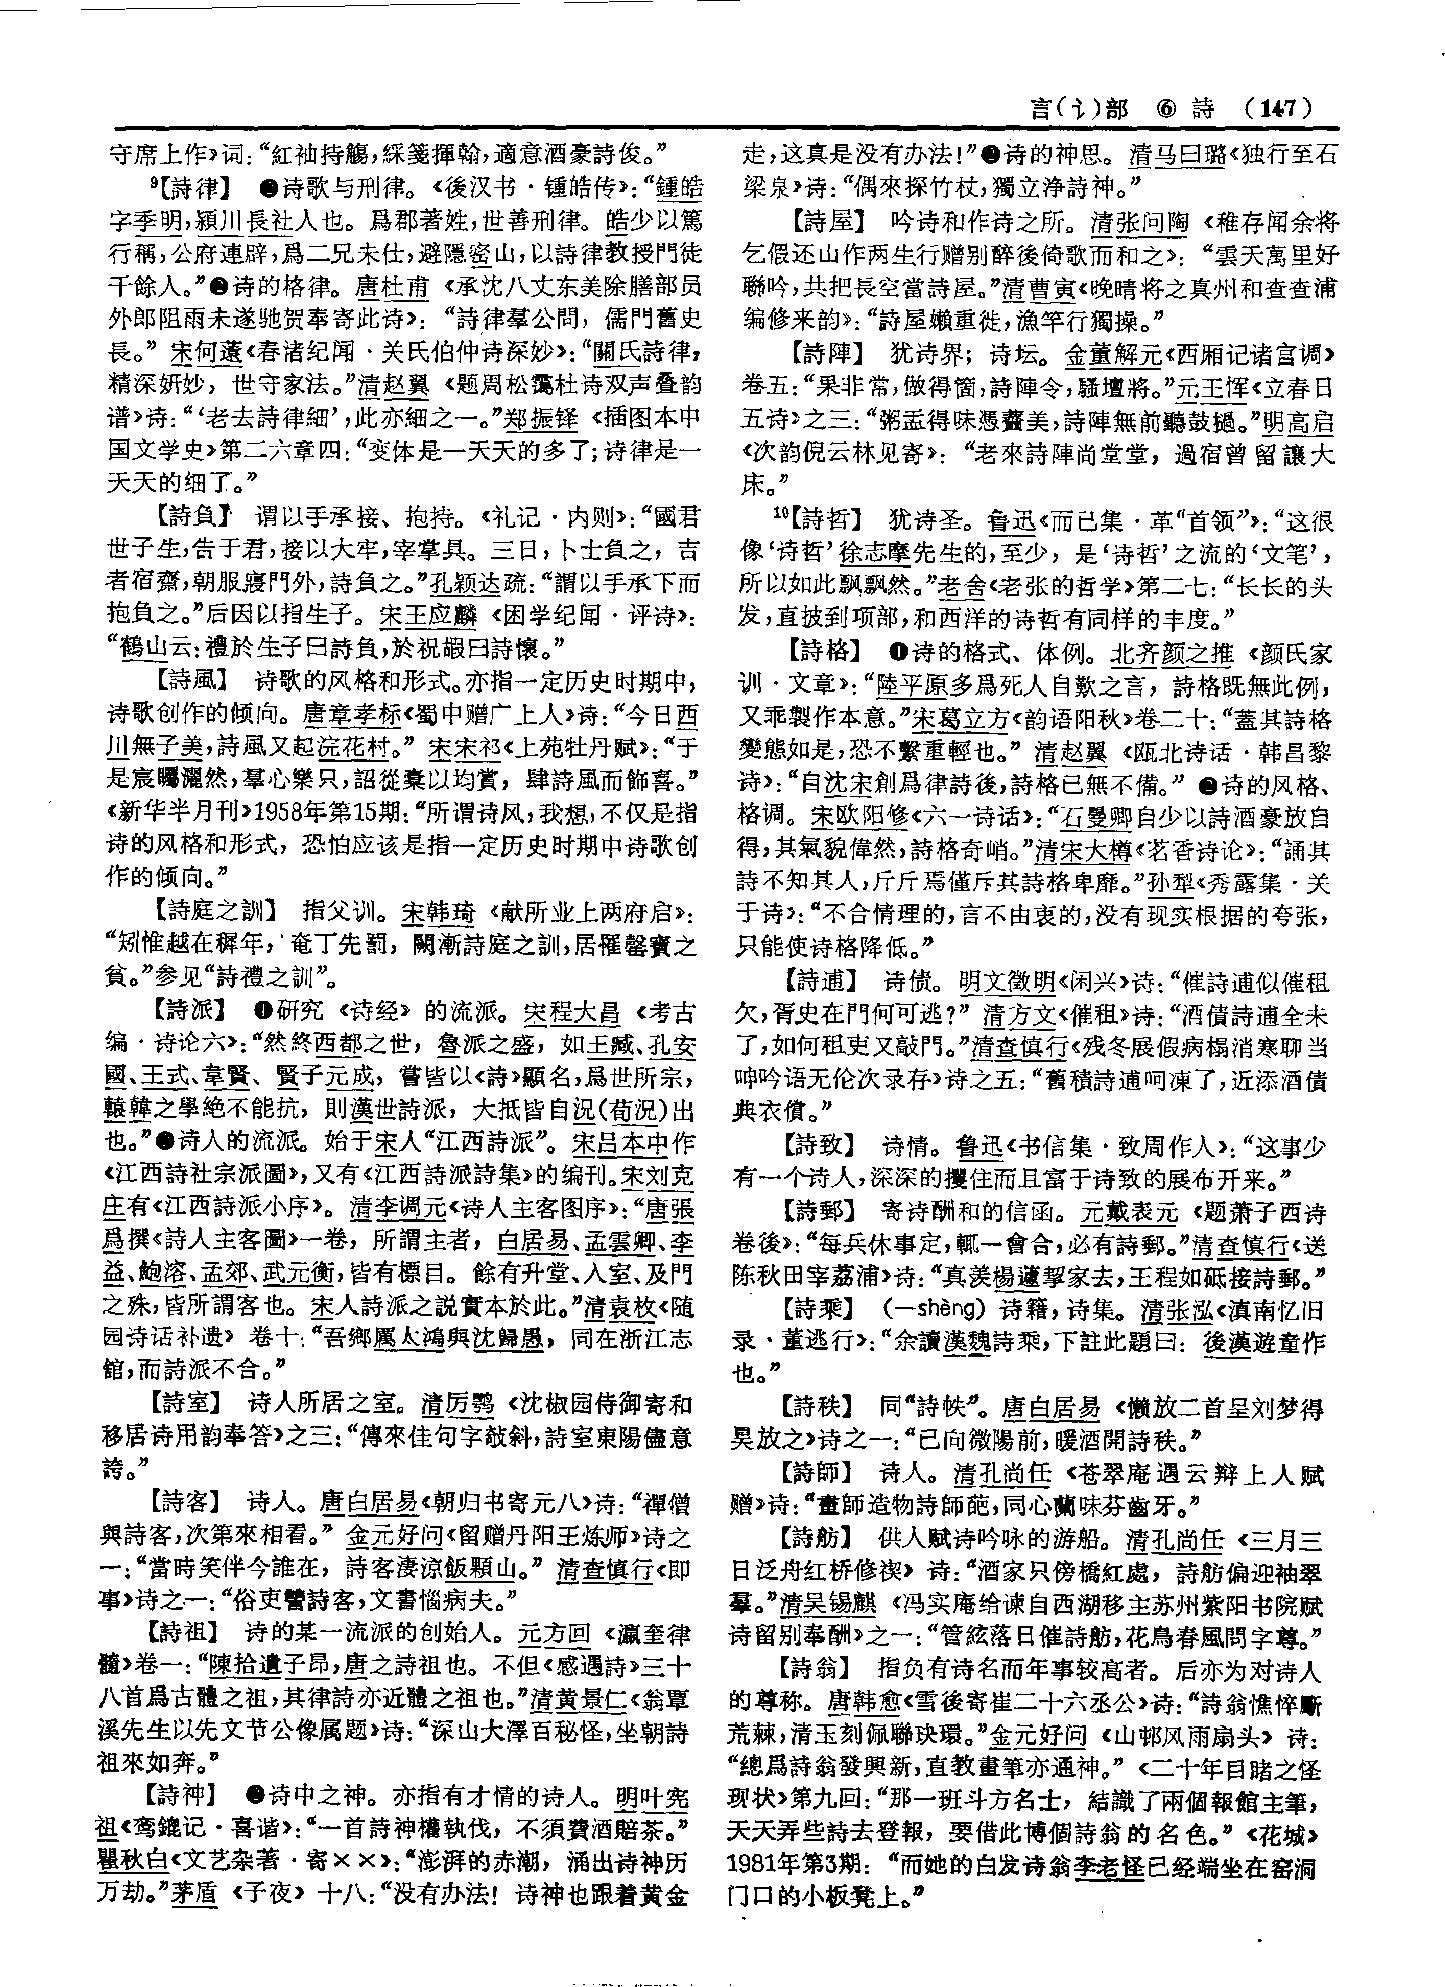 言(讠)部 ⑥ 詩 (147)
守席上作》词:“紅袖持觴,綵箋揮翰,適意酒豪詩俊。”
⁹【詩律】 ❶诗歌与刑律。《後汉书·锺皓传》:“鍾皓
字季明,潁川長社人也。爲郡著姓,世善刑律。皓少以篤
行稱,公府連辟,爲二兄未仕,避隱密山,以詩律教授門徒
千餘人。”❷诗的格律。唐杜甫《承沈八丈东美除膳部员
外郎阻雨未遂驰贺奉寄此诗》:“詩律羣公問,儒門舊史
長。”宋何薳《春渚纪闻·关氏伯仲诗深妙》:“關氏詩律,
精深妍妙,世守家法。”清赵翼《题周松霭杜诗双声叠韵
谱》诗:“‘老去詩律細’,此亦細之一。”郑振铎《插图本中
国文学史》第二六章四:“变体是一天天的多了;诗律是一
天天的细了。”
【詩負】 谓以手承接、抱持。《礼记·内则》:“國君
世子生,告于君,接以大牢,宰掌具。三日,卜士負之,吉
者宿齋,朝服寢門外,詩負之。”孔颖达疏:“謂以手承下而
抱負之。”后因以指生子。宋王应麟《困学纪闻·评诗》:
“鶴山云:禮於生子曰詩負,於祝嘏曰詩懷。”
【詩風】 诗歌的风格和形式。亦指一定历史时期中,
诗歌创作的倾向。唐章孝标《蜀中赠广上人》诗:“今日西
川無子美,詩風又起浣花村。”宋宋祁《上苑牡丹赋》:“于
是宸矚灑然,羣心樂只,詔從臺以均賞,肆詩風而飾喜。”
《新华半月刊》1958年第15期:“所谓诗风,我想,不仅是指
诗的风格和形式,恐怕应该是指一定历史时期中诗歌创
作的倾向。”
【詩庭之訓】 指父训。宋韩琦《献所业上两府启》:
“矧惟越在穉年,奄丁先罰,闕漸詩庭之訓,居罹罄寶之
貧。”参见“詩禮之訓”。
【詩派】 ❶研究《诗经》的流派。宋程大昌《考古
编·诗论六》:“然終西都之世,魯派之盛,如王臧、孔安
國、王式、韋賢、賢子元成,嘗皆以《詩》顯名,爲世所宗,
轅韓之學絶不能抗,則漢世詩派,大抵皆自況(荀況)出
也。”❷诗人的流派。始于宋人“江西詩派”。宋吕本中作
《江西詩社宗派圖》,又有《江西詩派詩集》的编刊。宋刘克
庄有《江西詩派小序》。清李调元《诗人主客图序》:“唐張
爲撰《詩人主客圖》一卷,所謂主者,白居易、孟雲卿、李
益、鮑溶、孟郊、武元衡,皆有標目。餘有升堂、入室、及門
之殊,皆所謂客也。宋人詩派之説實本於此。”清袁枚《随
园诗话补遗》卷十:“吾鄉厲太鴻與沈歸愚,同在浙江志
館,而詩派不合。”
【詩室】 诗人所居之室。清厉鹗《沈椒园侍御寄和
移居诗用韵奉答》之三:“傳來佳句字敧斜,詩室東陽儘意
誇。”
【詩客】 诗人。唐白居易《朝归书寄元八》诗:“禪僧
與詩客,次第來相看。”金元好问《留赠丹阳王炼师》诗之
一:“當時笑伴今誰在,詩客淒涼飯顆山。”清查慎行《即
事》诗之一:“俗吏讐詩客,文書惱病夫。”
【詩祖】 诗的某一流派的创始人。元方回《瀛奎律
髓》卷一:“陳拾遺子昂,唐之詩祖也。不但《感遇詩》三十
八首爲古體之祖,其律詩亦近體之祖也。”清黄景仁《翁覃
溪先生以先文节公像属题》诗:“深山大澤百秘怪,坐朝詩
祖來如奔。”
【詩神】 ❶诗中之神。亦指有才情的诗人。明叶宪
祖《鸾鎞记·喜谐》:“一首詩神權執伐,不須費酒賠茶。”
瞿秋白《文艺杂著·寄××》:“澎湃的赤潮,涌出诗神历
万劫。”茅盾《子夜》十八:“没有办法!诗神也跟着黄金
走,这真是没有办法!”❷诗的神思。清马曰璐《独行至石
梁泉》诗:“偶來探竹杖,獨立浄詩神。”
【詩屋】 吟诗和作诗之所。清张问陶《稚存闻余将
乞假还山作两生行赠别醉後倚歌而和之》:“雲天萬里好
聯吟,共把長空當詩屋。”清曹寅《晚晴将之真州和查查浦
编修来韵》:“詩屋嬾重徙,漁竿行獨操。”
【詩陣】 犹诗界;诗坛。金董解元《西厢记诸宫调》
卷五:“果非常,做得箇,詩陣令,騷壇將。”元王恽《立春日
五诗》之三:“粥盂得味憑虀美,詩陣無前聽鼓撾。”明高启
《次韵倪云林见寄》:“老來詩陣尚堂堂,過宿曾留讓大
床。”
¹⁰【詩哲】 犹诗圣。鲁迅《而已集·革“首领”》:“这很
像‘诗哲’徐志摩先生的,至少,是‘诗哲’之流的‘文笔’,
所以如此飘飘然。”老舍《老张的哲学》第二七:“长长的头
发,直披到项部,和西洋的诗哲有同样的丰度。”
【詩格】 ❶诗的格式、体例。北齐颜之推《颜氏家
训·文章》:“陸平原多爲死人自歎之言,詩格既無此例,
又乖製作本意。”宋葛立方《韵语阳秋》卷二十:“蓋其詩格
變態如是,恐不繫重輕也。”清赵翼《瓯北诗话·韩昌黎
诗》:“自沈宋創爲律詩後,詩格已無不備。”❷诗的风格、
格调。宋欧阳修《六一诗话》:“石曼卿自少以詩酒豪放自
得,其氣貌偉然,詩格奇峭。”清宋大樽《茗香诗论》:“誦其
詩不知其人,斤斤焉僅斥其詩格卑靡。”孙犁《秀露集·关
于诗》:“不合情理的,言不由衷的,没有现实根据的夸张,
只能使诗格降低。”
【詩逋】 诗债。明文徵明《闲兴》诗:“催詩逋似催租
欠,胥史在門何可逃?”清方文《催租》诗:“酒債詩逋全未
了,如何租吏又敲門。”清查慎行《残冬展假病榻消寒聊当
呻吟语无伦次录存》诗之五:“舊積詩逋呵凍了,近添酒債
典衣償。”
【詩致】 诗情。鲁迅《书信集·致周作人》:“这事少
有一个诗人,深深的攫住而且富于诗致的展布开来。”
【詩郵】 寄诗酬和的信函。元戴表元《题萧子西诗
卷後》:“每兵休事定,輒一會合,必有詩郵。”清查慎行《送
陈秋田宰荔浦》诗:“真羡楊蘧挈家去,王程如砥接詩郵。”
【詩乘】 (—shèng) 诗籍,诗集。清张泓《滇南忆旧
录·董逃行》:“余讀漢魏詩乘,下註此題曰:後漢遊童作
也。”
【詩秩】 同“詩帙”。唐白居易《懒放二首呈刘梦得
吴放之》诗之一:“已向微陽前,暖酒開詩秩。”
【詩師】 诗人。清孔尚任《苍翠庵遇云辩上人赋
赠》诗:“畫師造物詩師葩,同心蘭味芬齒牙。”
【詩舫】 供人赋诗吟咏的游船。清孔尚任《三月三
日泛舟红桥修禊》诗:“酒家只傍橋紅處,詩舫偏迎袖翠
羣。”清吴锡麒《冯实庵给谏自西湖移主苏州紫阳书院赋
诗留别奉酬》之一:“管絃落日催詩舫,花鳥春風問字尊。”
【詩翁】 指负有诗名而年事较高者。后亦为对诗人
的尊称。唐韩愈《雪後寄崔二十六丞公》诗:“詩翁憔悴斸
荒棘,清玉刻佩聯玦環。”金元好问《山邨风雨扇头》诗:
“總爲詩翁發興新,直教畫筆亦通神。”《二十年目睹之怪
现状》第九回:“那一班斗方名士,結識了兩個報館主筆,
天天弄些詩去登報,要借此博個詩翁的名色。”《花城》
1981年第3期:“而她的白发诗翁李老怪已经端坐在窑洞
门口的小板凳上。”